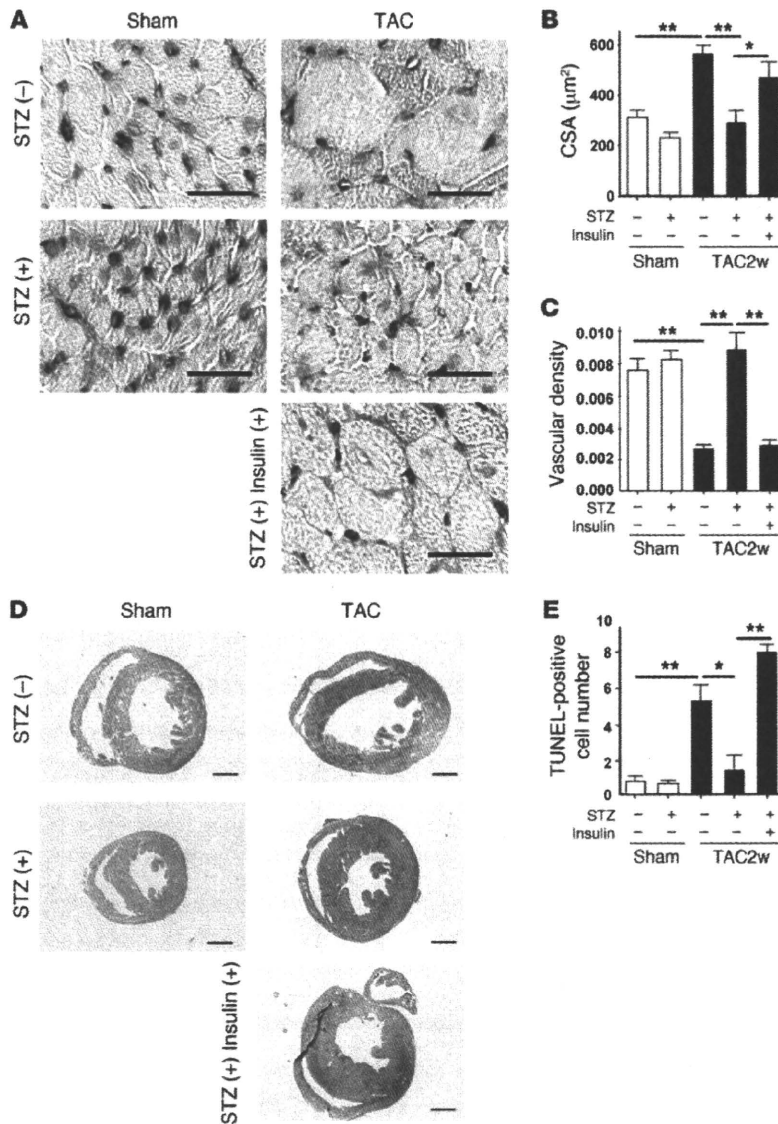 A
Sham
TAC
STZ (–)
STZ (+)
STZ (+) Insulin (+)
B
CSA (μm²)
600
400
200
0
** ** *
STZ – + – + +
Insulin – – – – +
Sham TAC2w
C
Vascular density
0.010
0.008
0.006
0.004
0.002
0.000
** ** **
STZ – + – + +
Insulin – – – – +
Sham TAC2w
D
Sham
TAC
STZ (–)
STZ (+)
STZ (+) Insulin (+)
E
TUNEL-positive
cell number
10
8
6
4
2
0
** * **
STZ – + – + +
Insulin – – – – +
Sham TAC2w